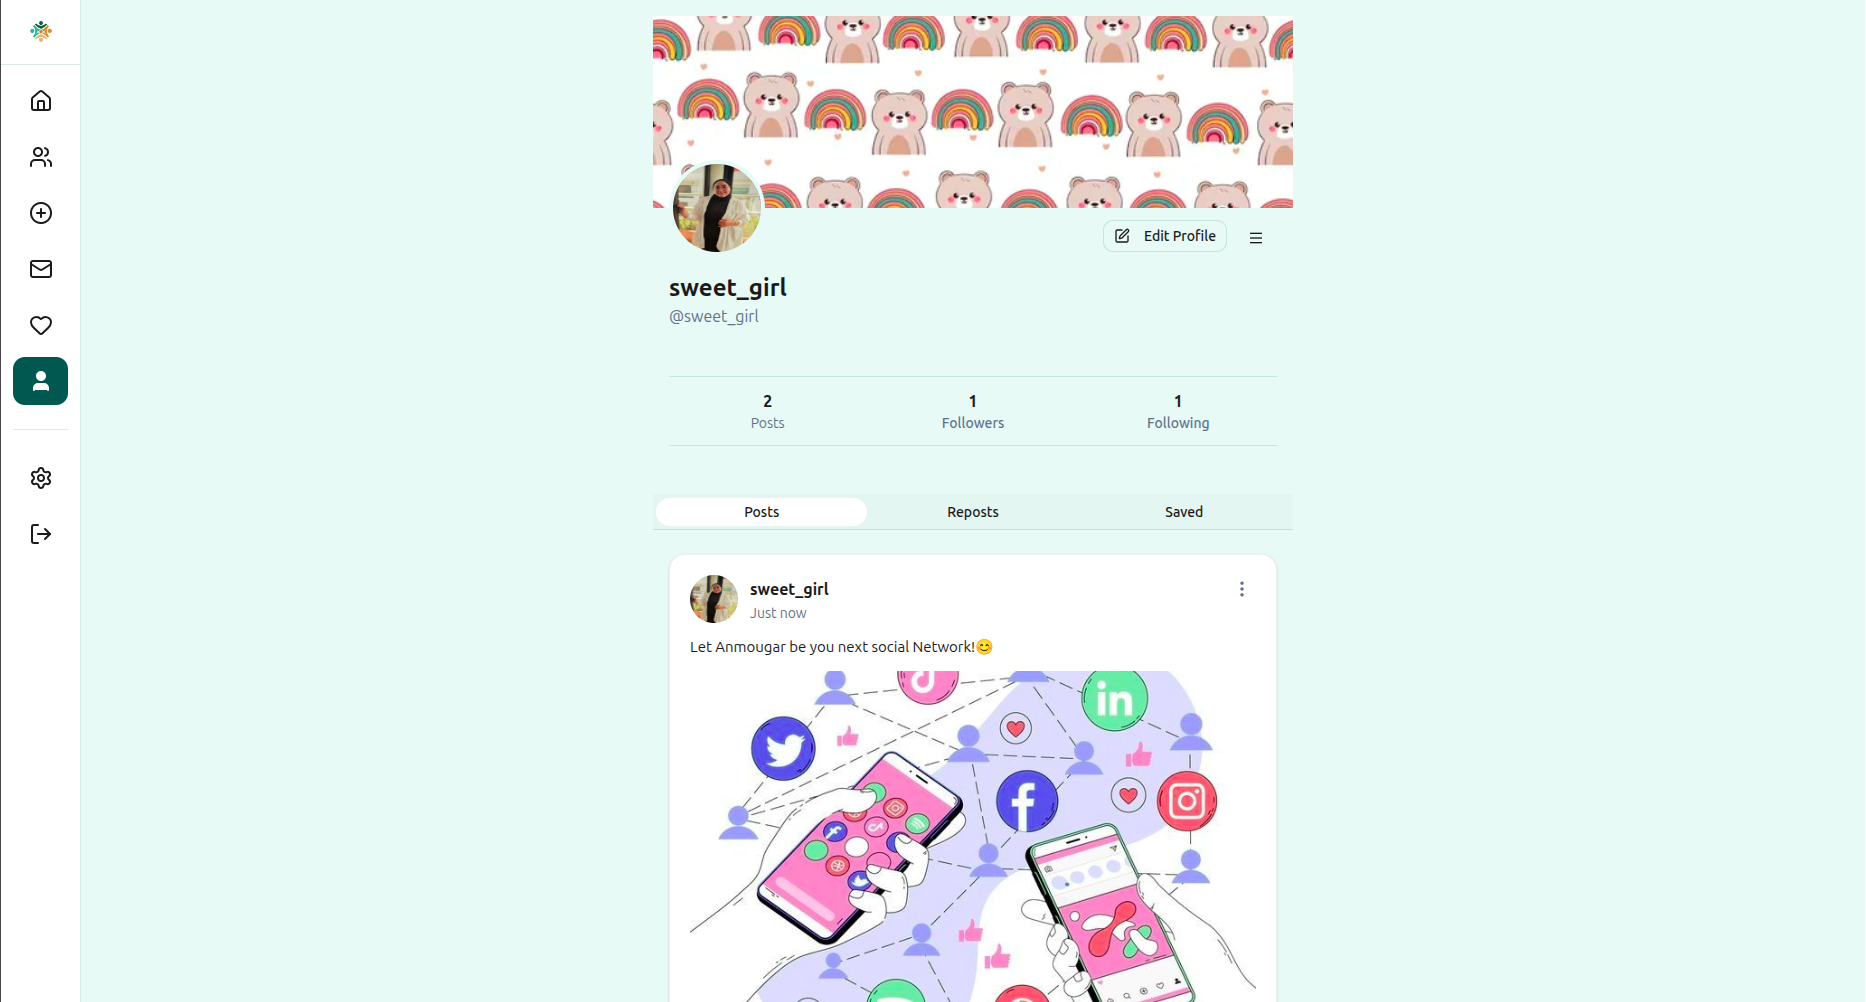 Edit Profile
sweet_girl
@sweet_girl
2
Posts
1
Followers
1
Following
Posts
Reposts
Saved
sweet_girl
Just now
Let Anmougar be you next social Network!😊
in